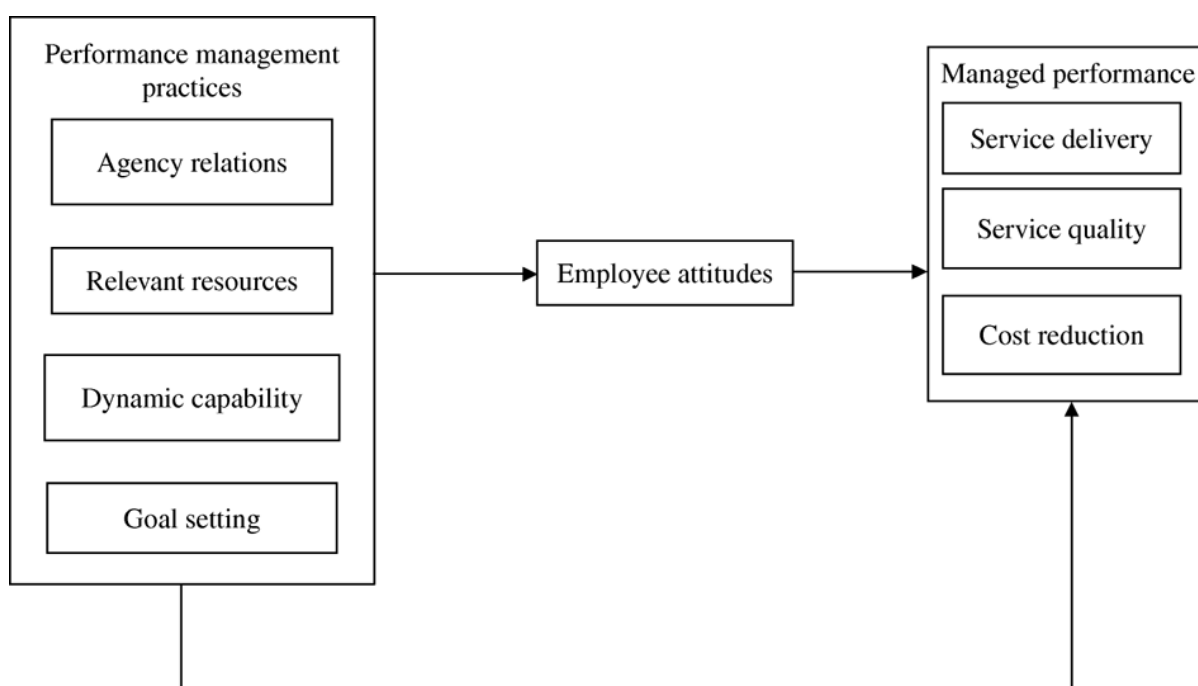 Performance management
practices
Agency relations
Relevant resources
Dynamic capability
Goal setting
Employee attitudes
Managed performance
Service delivery
Service quality
Cost reduction